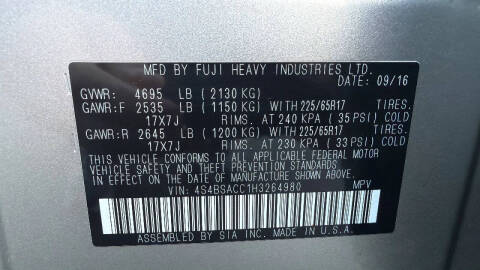 MFD BY FUJI HEAVY INDUSTRIES LTD.
DATE: 09/16
GVWR: 4695 LB (2130 KG)
GAWR:F 2535 LB (1150 KG) WITH 225/65R17 TIRES.
17X7J RIMS. AT 240 KPA (35 PSI) COLD
GAWR:R 2645 LB (1200 KG) WITH 225/65R17 TIRES.
17X7J RIMS. AT 230 KPA (33 PSI) COLD
THIS VEHICLE CONFORMS TO ALL APPLICABLE FEDERAL MOTOR
VEHICLE SAFETY AND THEFT PREVENTION STANDARDS IN EFFECT
ON THE DATE OF MANUFACTURE SHOWN ABOVE.
VIN: 4S4BSACC1H3264980 MPV
ASSEMBLED BY SIA INC. MADE IN U.S.A.